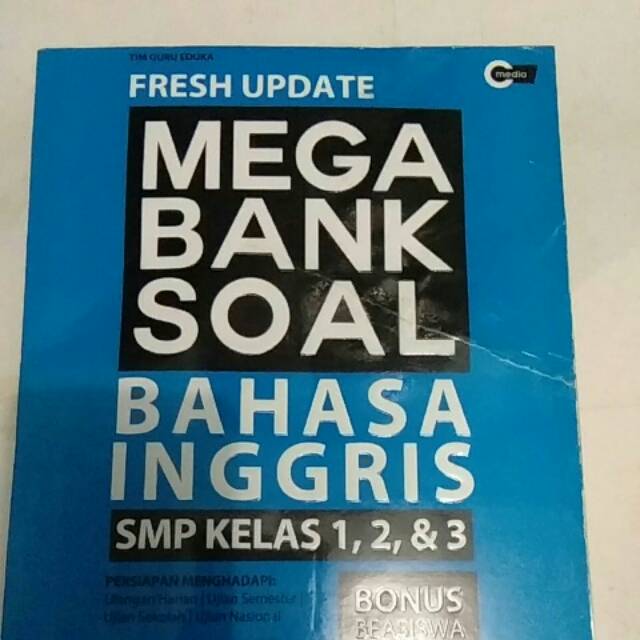 TIM GURU EDUKA
FRESH UPDATE
C media
MEGA
BANK
SOAL
BAHASA
INGGRIS
SMP KELAS 1, 2, & 3
PERSIAPAN MENGHADAPI:
Ulangan Harian | Ujian Semester |
Ujian Sekolah | Ujian Nasional
BONUS
BEASISWA